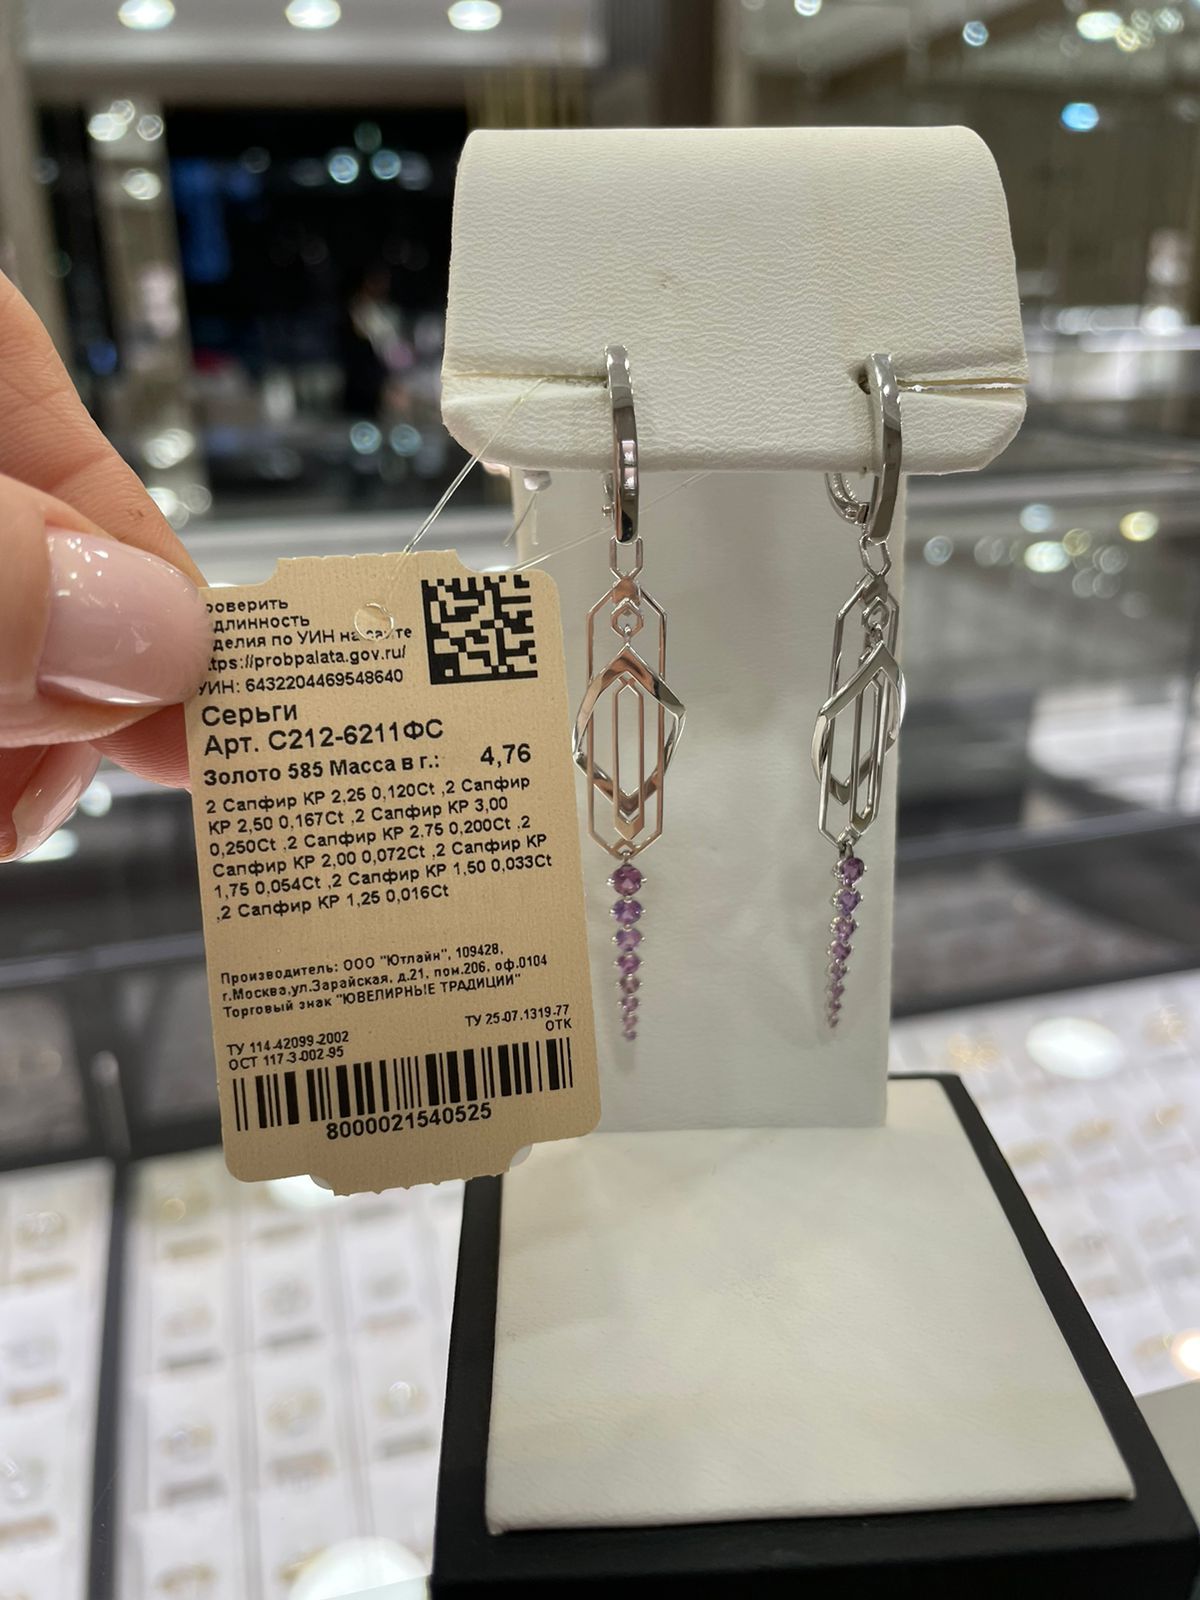 роверить
длинность
делия по УИН на сайте
tps://probpalata.gov.ru/
УИН: 6432204469548640
Серьги
Арт. С212-6211ФС
Золото 585 Масса в г.: 4,76
2 Сапфир КР 2,25 0,120Ct ,2 Сапфир
КР 2,50 0,167Ct ,2 Сапфир КР 3,00
0,250Ct ,2 Сапфир КР 2,75 0,200Ct ,2
Сапфир КР 2,00 0,072Ct ,2 Сапфир КР
1,75 0,054Ct ,2 Сапфир КР 1,50 0,033Ct
,2 Сапфир КР 1,25 0,016Ct
Производитель: ООО "Ютлайн", 109428,
г.Москва,ул.Зарайская, д.21, пом.206, оф.0104
Торговый знак "ЮВЕЛИРНЫЕ ТРАДИЦИИ"
ТУ 25-07.1319-77
ТУ 114-42099-2002 ОТК
ОСТ 117-3-002-95
8000021540525